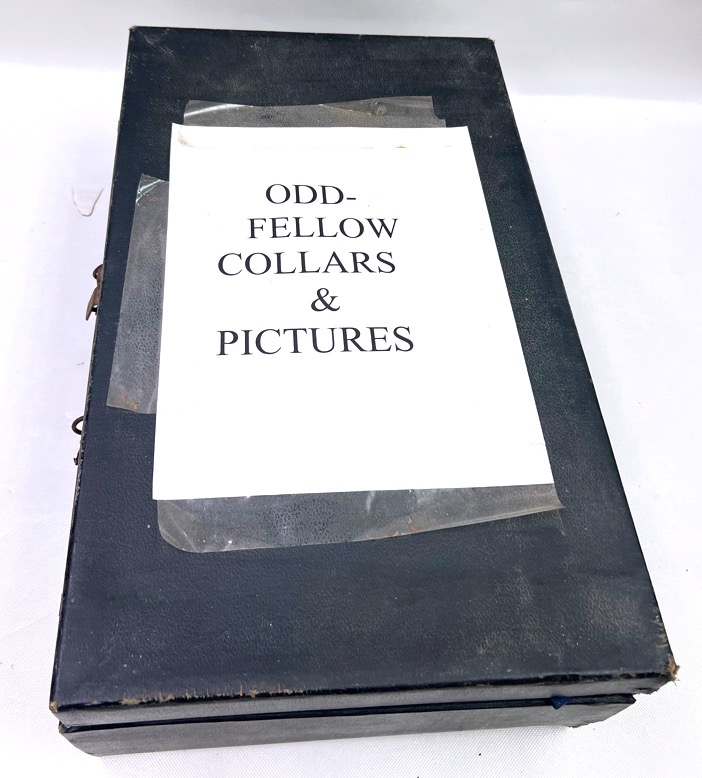 ODD-
FELLOW
COLLARS
&
PICTURES